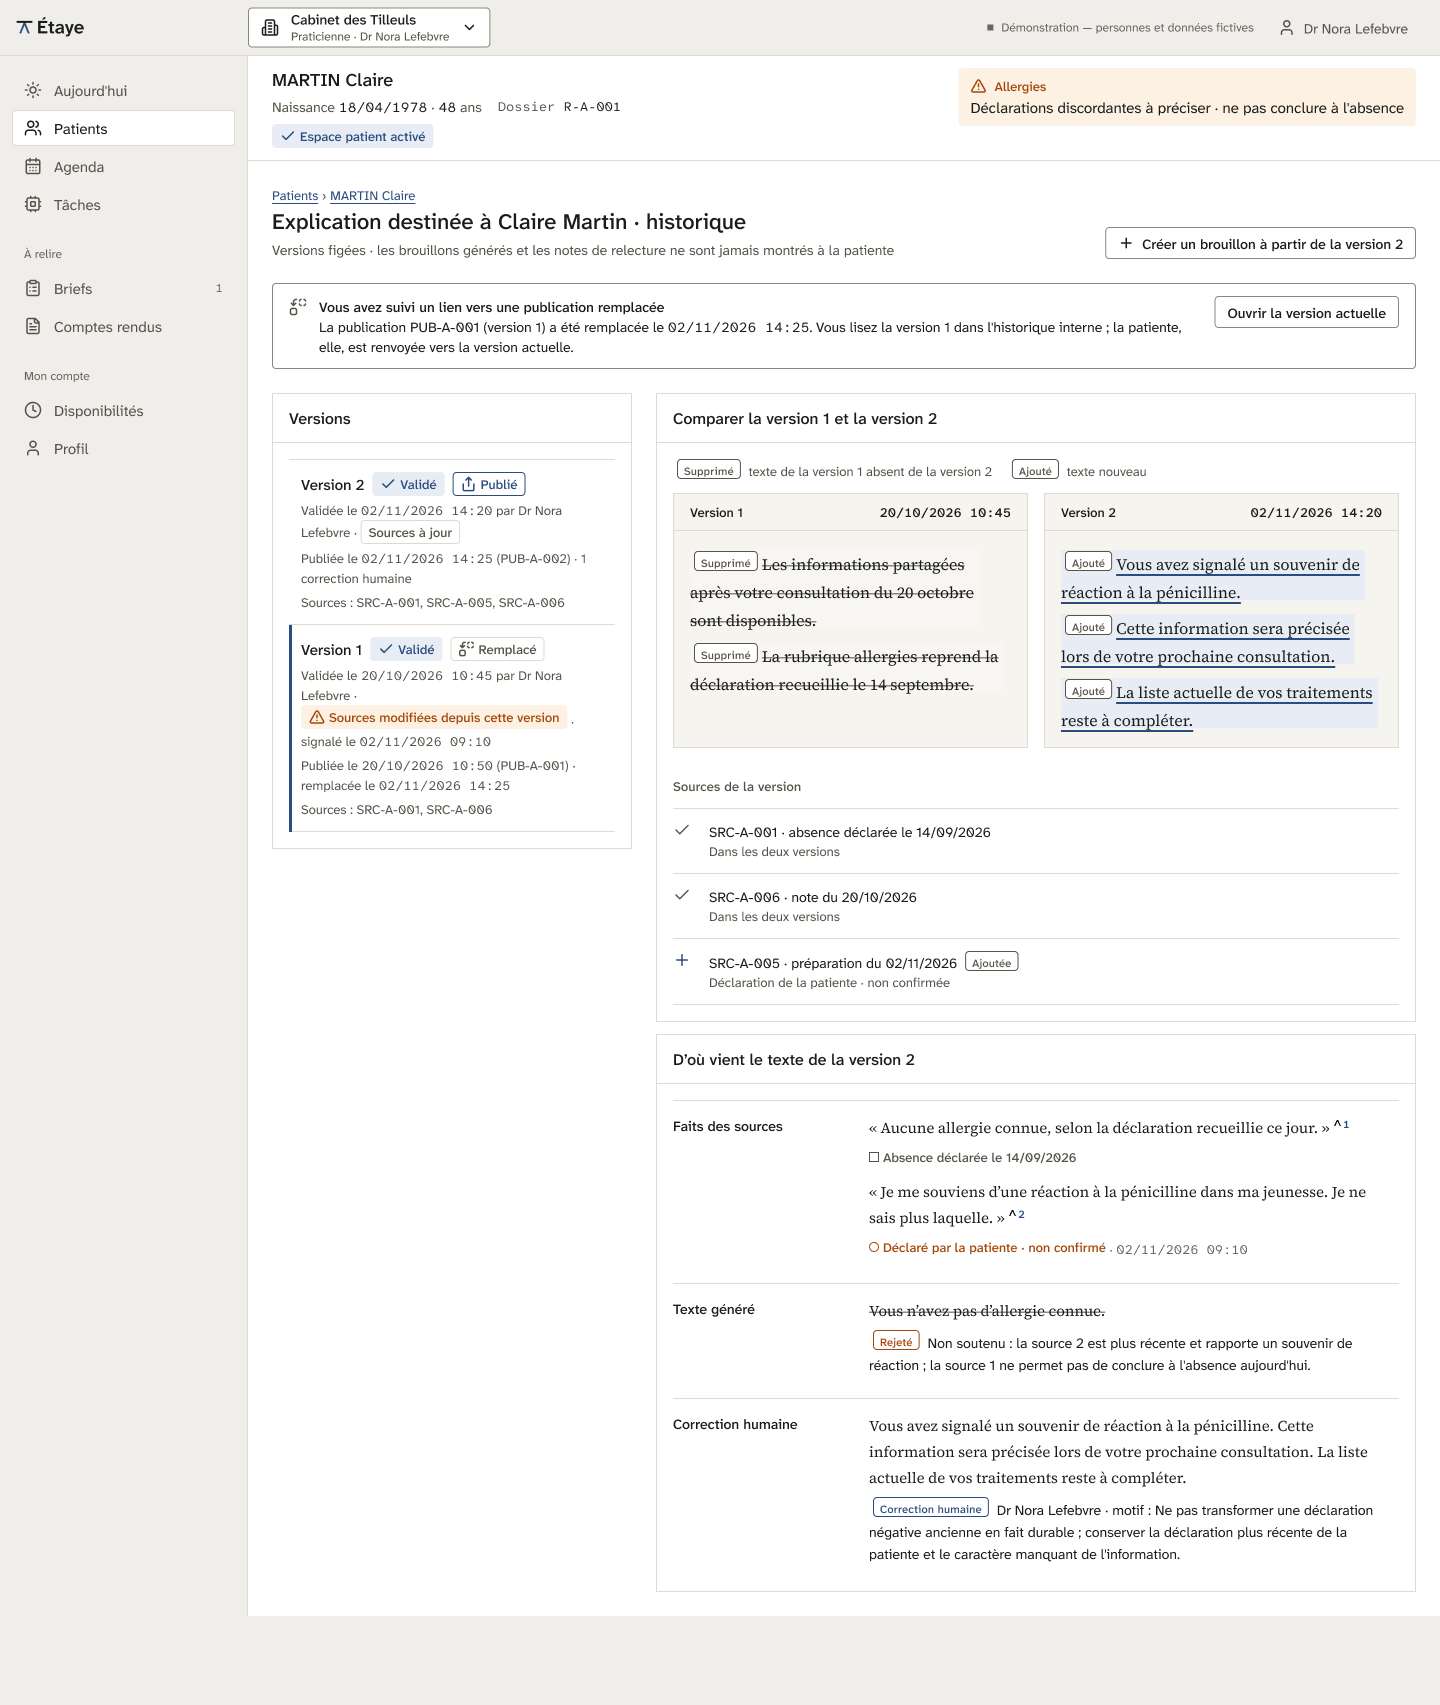 Étaye
Cabinet des Tilleuls
Praticienne · Dr Nora Lefebvre
Démonstration — personnes et données fictives
Dr Nora Lefebvre
Aujourd'hui
Patients
Agenda
Tâches
À relire
Briefs 1
Comptes rendus
Mon compte
Disponibilités
Profil
MARTIN Claire
Naissance 18/04/1978 · 48 ans Dossier R-A-001
Espace patient activé
Allergies
Déclarations discordantes à préciser · ne pas conclure à l'absence
Patients › MARTIN Claire
Explication destinée à Claire Martin · historique
Versions figées · les brouillons générés et les notes de relecture ne sont jamais montrés à la patiente
Créer un brouillon à partir de la version 2
Vous avez suivi un lien vers une publication remplacée
La publication PUB-A-001 (version 1) a été remplacée le 02/11/2026 14:25. Vous lisez la version 1 dans l'historique interne ; la patiente,
elle, est renvoyée vers la version actuelle.
Ouvrir la version actuelle
Versions
Version 2 Validé Publié
Validée le 02/11/2026 14:20 par Dr Nora
Lefebvre · Sources à jour
Publiée le 02/11/2026 14:25 (PUB-A-002) · 1
correction humaine
Sources : SRC-A-001, SRC-A-005, SRC-A-006
Version 1 Validé Remplacé
Validée le 20/10/2026 10:45 par Dr Nora
Lefebvre ·
Sources modifiées depuis cette version ·
signalé le 02/11/2026 09:10
Publiée le 20/10/2026 10:50 (PUB-A-001) ·
remplacée le 02/11/2026 14:25
Sources : SRC-A-001, SRC-A-006
Comparer la version 1 et la version 2
Supprimé texte de la version 1 absent de la version 2 Ajouté texte nouveau
Version 1 20/10/2026 10:45
Supprimé Les informations partagées
après votre consultation du 20 octobre
sont disponibles.
Supprimé La rubrique allergies reprend la
déclaration recueillie le 14 septembre.
Version 2 02/11/2026 14:20
Ajouté Vous avez signalé un souvenir de
réaction à la pénicilline.
Ajouté Cette information sera précisée
lors de votre prochaine consultation.
Ajouté La liste actuelle de vos traitements
reste à compléter.
Sources de la version
SRC-A-001 · absence déclarée le 14/09/2026
Dans les deux versions
SRC-A-006 · note du 20/10/2026
Dans les deux versions
SRC-A-005 · préparation du 02/11/2026 Ajoutée
Déclaration de la patiente · non confirmée
D’où vient le texte de la version 2
Faits des sources
« Aucune allergie connue, selon la déclaration recueillie ce jour. » ^1
Absence déclarée le 14/09/2026
« Je me souviens d’une réaction à la pénicilline dans ma jeunesse. Je ne
sais plus laquelle. » ^2
Déclaré par la patiente · non confirmé · 02/11/2026 09:10
Texte généré
Vous n’avez pas d’allergie connue.
Rejeté Non soutenu : la source 2 est plus récente et rapporte un souvenir de
réaction ; la source 1 ne permet pas de conclure à l'absence aujourd'hui.
Correction humaine
Vous avez signalé un souvenir de réaction à la pénicilline. Cette
information sera précisée lors de votre prochaine consultation. La liste
actuelle de vos traitements reste à compléter.
Correction humaine Dr Nora Lefebvre · motif : Ne pas transformer une déclaration
négative ancienne en fait durable ; conserver la déclaration plus récente de la
patiente et le caractère manquant de l'information.